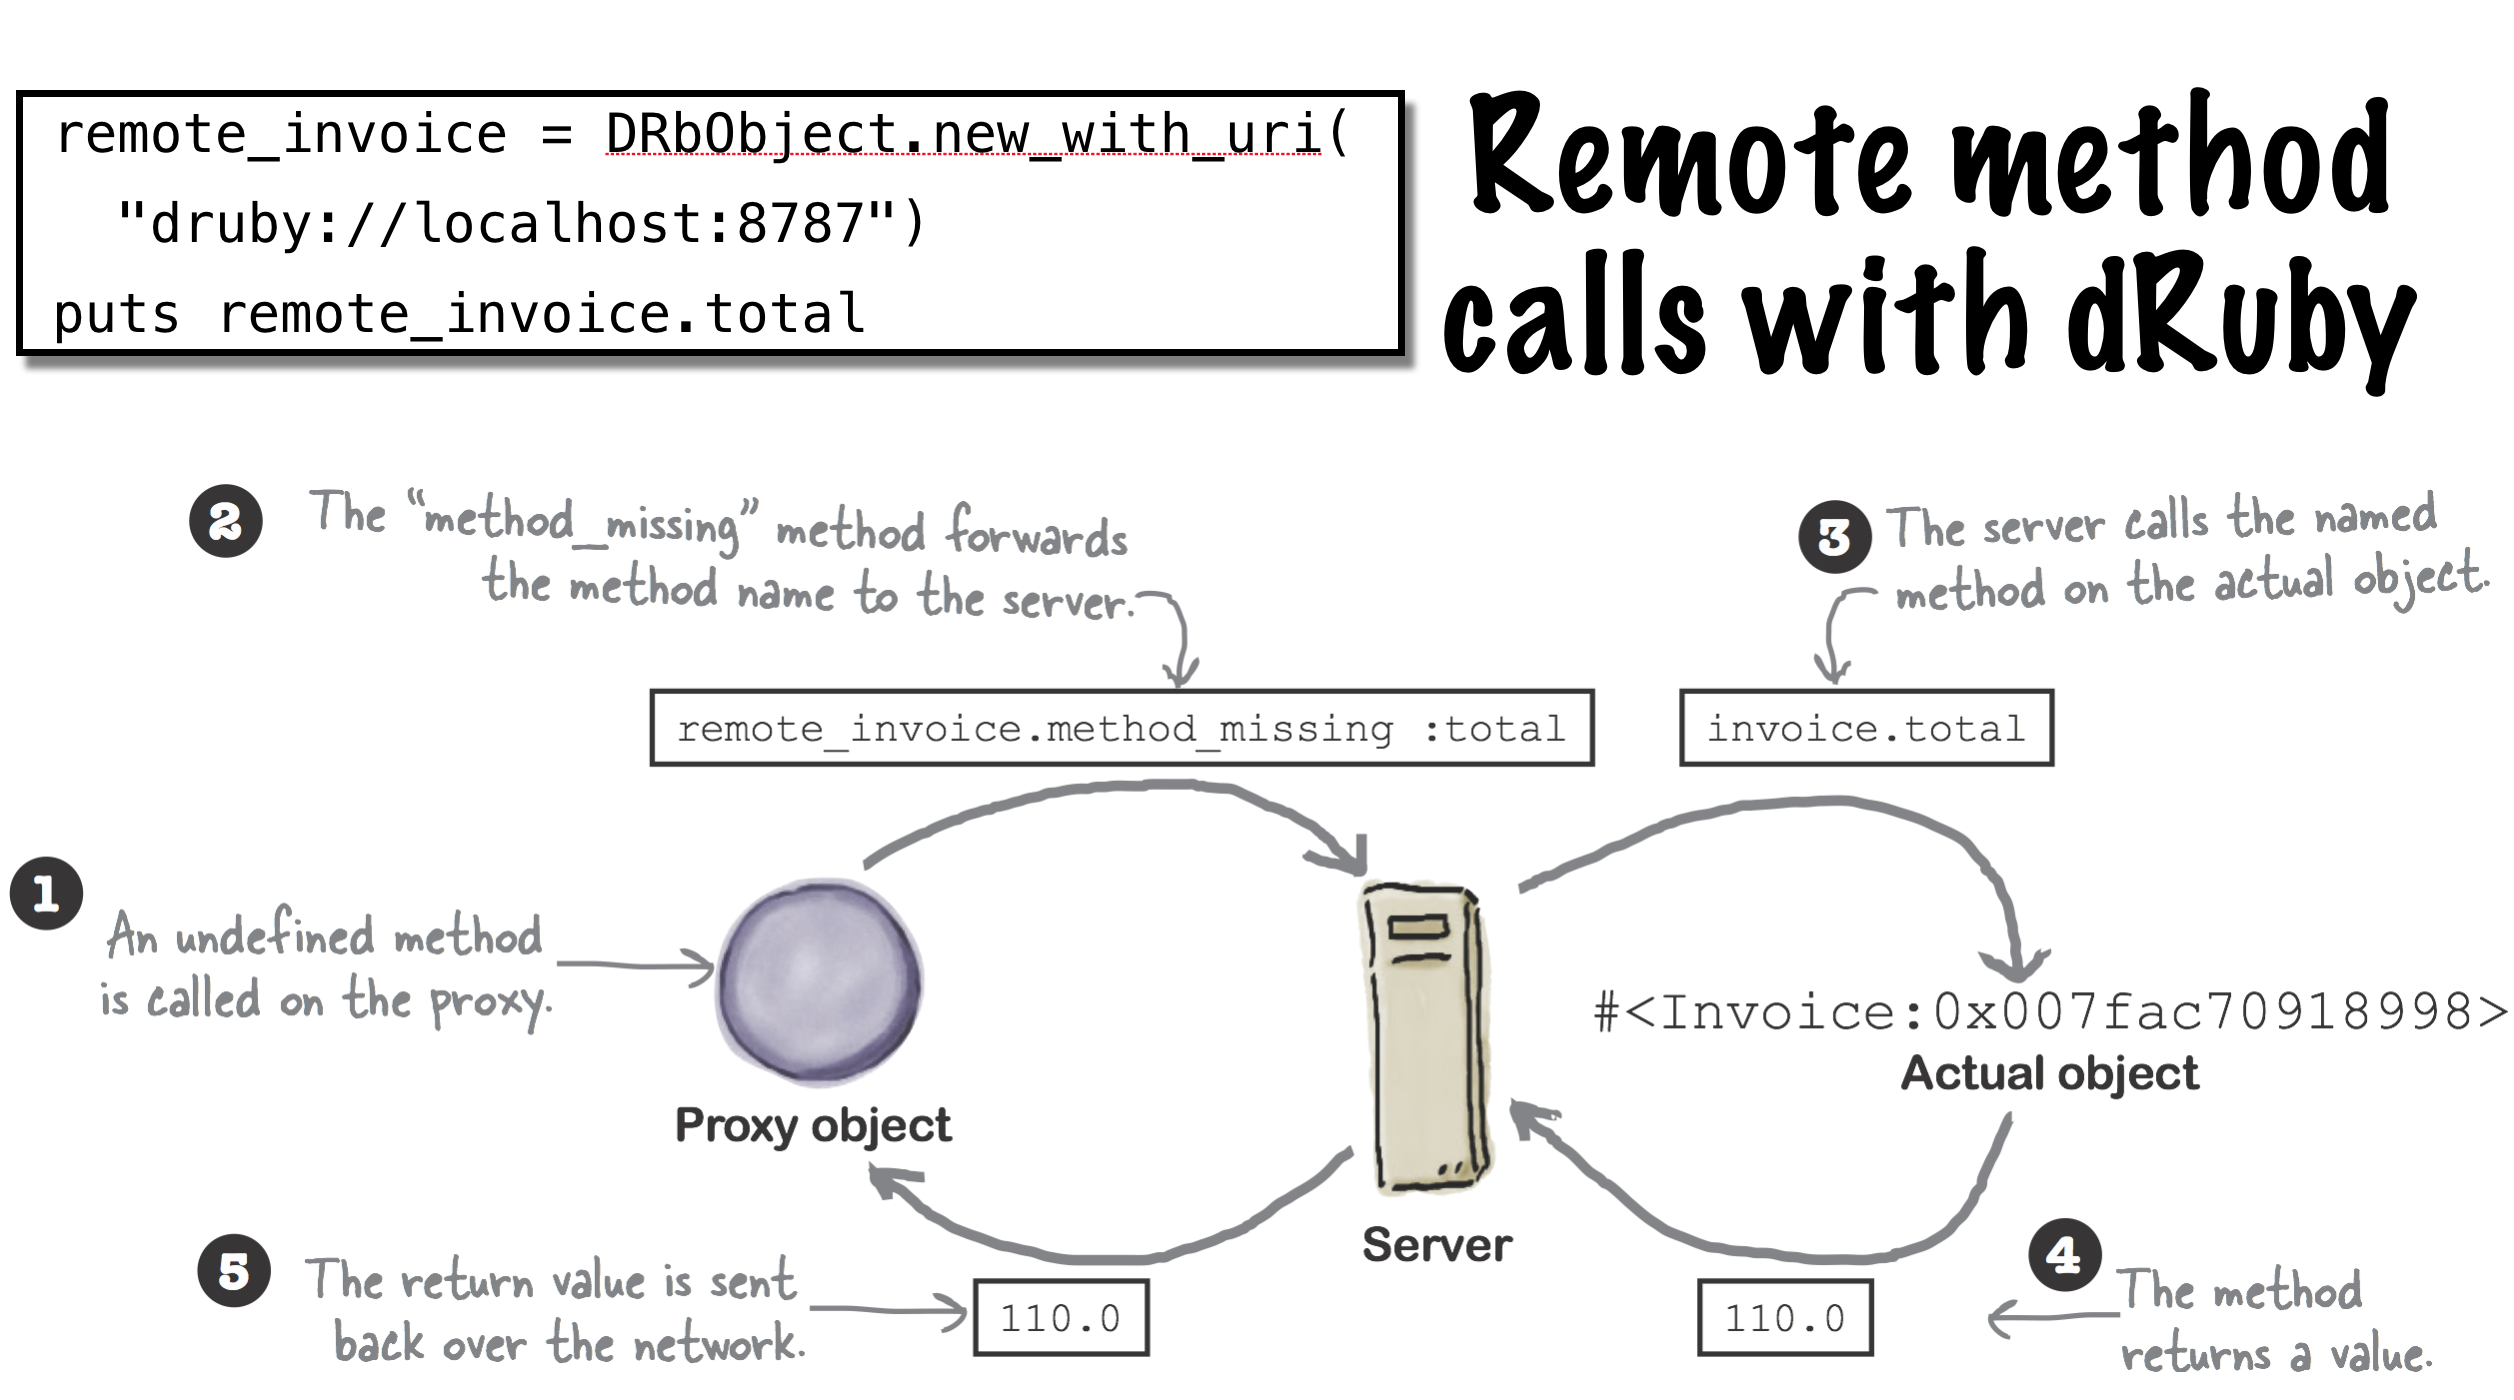 remote_invoice = DRbObject.new_with_uri(
"druby://localhost:8787")
puts remote_invoice.total
Remote method
calls with dRuby
2
The “method_missing” method forwards
the method name to the server.
3
The server calls the named
method on the actual object.
remote_invoice.method_missing :total
invoice.total
1
An undefined method
is called on the proxy.
#<Invoice:0x007fac70918998>
Actual object
Proxy object
Server
5
The return value is sent
back over the network.
110.0
110.0
4
The method
returns a value.